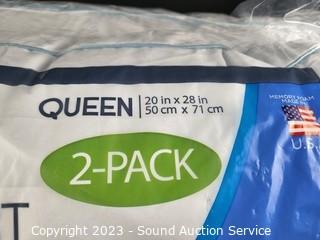 QUEEN
20 in x 28 in
50 cm x 71 cm
MEMORY FOAM
MADE IN
U.S.
2-PACK
T
Copyright 2023 - Sound Auction Service